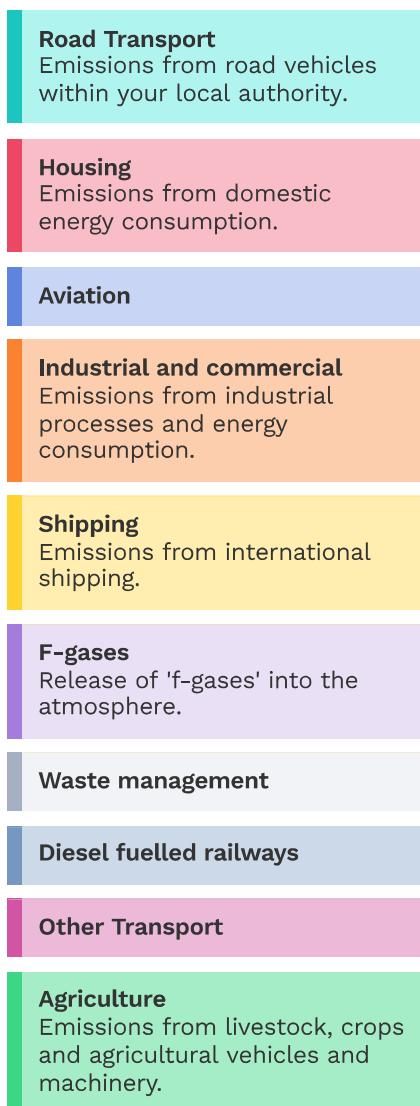 Road Transport
Emissions from road vehicles
within your local authority.
Housing
Emissions from domestic
energy consumption.
Aviation
Industrial and commercial
Emissions from industrial
processes and energy
consumption.
Shipping
Emissions from international
shipping.
F-gases
Release of 'f-gases' into the
atmosphere.
Waste management
Diesel fuelled railways
Other Transport
Agriculture
Emissions from livestock, crops
and agricultural vehicles and
machinery.